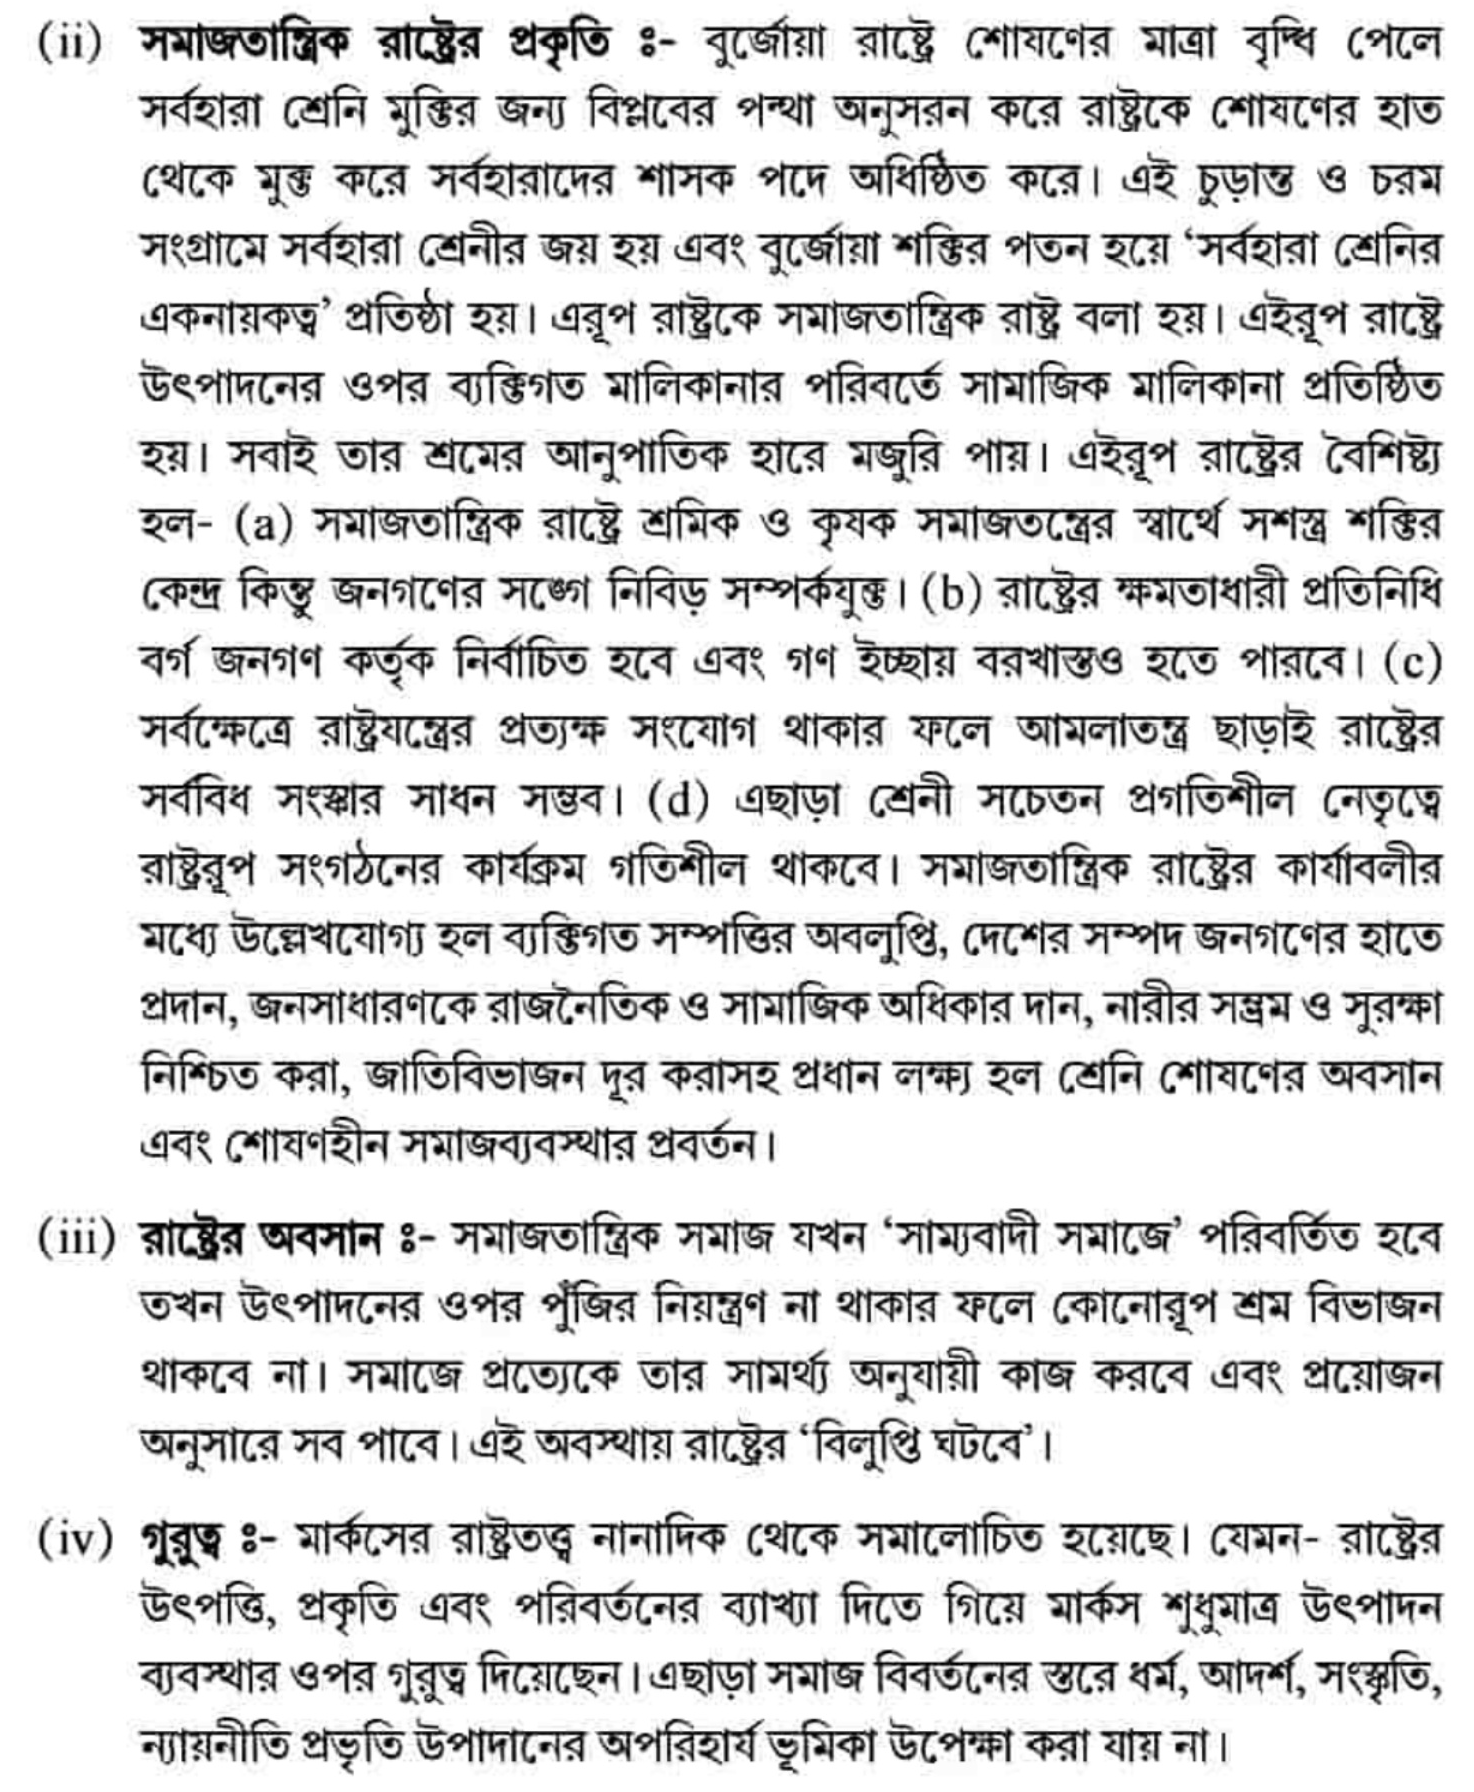 (ii) সমাজতান্ত্রিক রাষ্ট্রের প্রকৃতি ঃ- বুর্জোয়া রাষ্ট্রে শোষণের মাত্রা বৃদ্ধি পেলে
সর্বহারা শ্রেনি মুক্তির জন্য বিপ্লবের পন্থা অনুসরন করে রাষ্ট্রকে শোষণের হাত
থেকে মুক্ত করে সর্বহারাদের শাসক পদে অধিষ্ঠিত করে। এই চুড়ান্ত ও চরম
সংগ্রামে সর্বহারা শ্রেনীর জয় হয় এবং বুর্জোয়া শক্তির পতন হয়ে ‘সর্বহারা শ্রেনির
একনায়কত্ব’ প্রতিষ্ঠা হয়। এরূপ রাষ্ট্রকে সমাজতান্ত্রিক রাষ্ট্র বলা হয়। এইরূপ রাষ্ট্রে
উৎপাদনের ওপর ব্যক্তিগত মালিকানার পরিবর্তে সামাজিক মালিকানা প্রতিষ্ঠিত
হয়। সবাই তার শ্রমের আনুপাতিক হারে মজুরি পায়। এইরূপ রাষ্ট্রের বৈশিষ্ট্য
হল- (a) সমাজতান্ত্রিক রাষ্ট্রে শ্রমিক ও কৃষক সমাজতন্ত্রের স্বার্থে সশস্ত্র শক্তির
কেন্দ্র কিন্তু জনগণের সঙ্গে নিবিড় সম্পর্কযুক্ত। (b) রাষ্ট্রের ক্ষমতাধারী প্রতিনিধি
বর্গ জনগণ কর্তৃক নির্বাচিত হবে এবং গণ ইচ্ছায় বরখাস্তও হতে পারবে। (c)
সর্বক্ষেত্রে রাষ্ট্রযন্ত্রের প্রত্যক্ষ সংযোগ থাকার ফলে আমলাতন্ত্র ছাড়াই রাষ্ট্রের
সর্ববিধ সংস্কার সাধন সম্ভব। (d) এছাড়া শ্রেনী সচেতন প্রগতিশীল নেতৃত্বে
রাষ্ট্ররূপ সংগঠনের কার্যক্রম গতিশীল থাকবে। সমাজতান্ত্রিক রাষ্ট্রের কার্যাবলীর
মধ্যে উল্লেখযোগ্য হল ব্যক্তিগত সম্পত্তির অবলুপ্তি, দেশের সম্পদ জনগণের হাতে
প্রদান, জনসাধারণকে রাজনৈতিক ও সামাজিক অধিকার দান, নারীর সম্ভ্রম ও সুরক্ষা
নিশ্চিত করা, জাতিবিভাজন দূর করাসহ প্রধান লক্ষ্য হল শ্রেনি শোষণের অবসান
এবং শোষণহীন সমাজব্যবস্থার প্রবর্তন।
(iii) রাষ্ট্রের অবসান ঃ- সমাজতান্ত্রিক সমাজ যখন ‘সাম্যবাদী সমাজে’ পরিবর্তিত হবে
তখন উৎপাদনের ওপর পুঁজির নিয়ন্ত্রণ না থাকার ফলে কোনোরূপ শ্রম বিভাজন
থাকবে না। সমাজে প্রত্যেকে তার সামর্থ্য অনুযায়ী কাজ করবে এবং প্রয়োজন
অনুসারে সব পাবে। এই অবস্থায় রাষ্ট্রের ‘বিলুপ্তি ঘটবে’।
(iv) গুরুত্ব ঃ- মার্কসের রাষ্ট্রতত্ত্ব নানাদিক থেকে সমালোচিত হয়েছে। যেমন- রাষ্ট্রের
উৎপত্তি, প্রকৃতি এবং পরিবর্তনের ব্যাখ্যা দিতে গিয়ে মার্কস শুধুমাত্র উৎপাদন
ব্যবস্থার ওপর গুরুত্ব দিয়েছেন। এছাড়া সমাজ বিবর্তনের স্তরে ধর্ম, আদর্শ, সংস্কৃতি,
ন্যায়নীতি প্রভৃতি উপাদানের অপরিহার্য ভূমিকা উপেক্ষা করা যায় না।